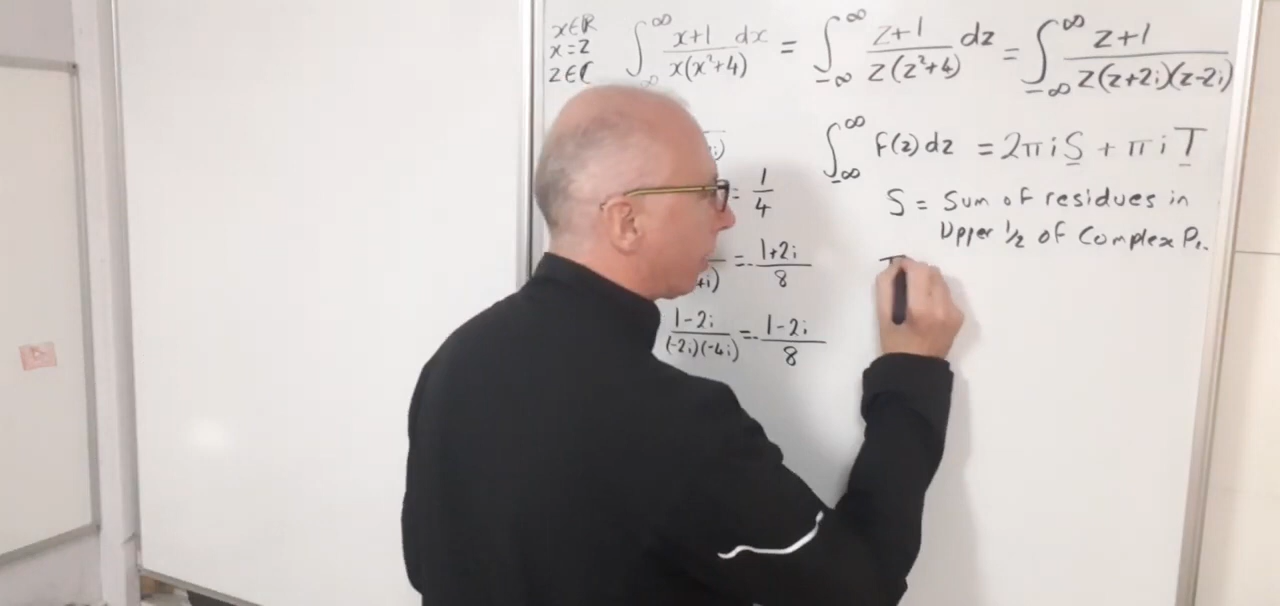 x∈ℝ
x=z
z∈ℂ
∫_∞^∞ x+1 dx / x(x²+4) = ∫_-∞^∞ z+1 / z(z²+4) dz = ∫_-∞^∞ z+1 / z(z+2i)(z-2i)
∫_-∞^∞ f(z)dz = 2πiS + πiT
i)
= 1/4
S = Sum of residues in
Upper 1/2 of Complex Pl.
4i) = -1+2i / 8
T
1-2i / (-2i)(-4i) = -1-2i / 8